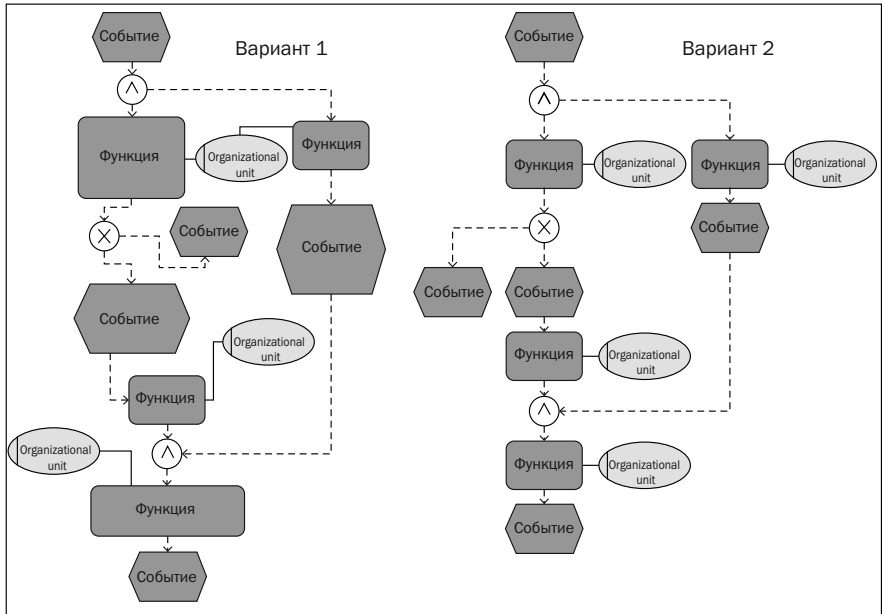 Вариант 1
Событие
Функция
Organizational
unit
Функция
Событие
Событие
Событие
Organizational
unit
Функция
Organizational
unit
Функция
Событие
Вариант 2
Событие
Функция
Organizational
unit
Функция
Organizational
unit
Событие
Событие
Событие
Функция
Organizational
unit
Функция
Organizational
unit
Событие